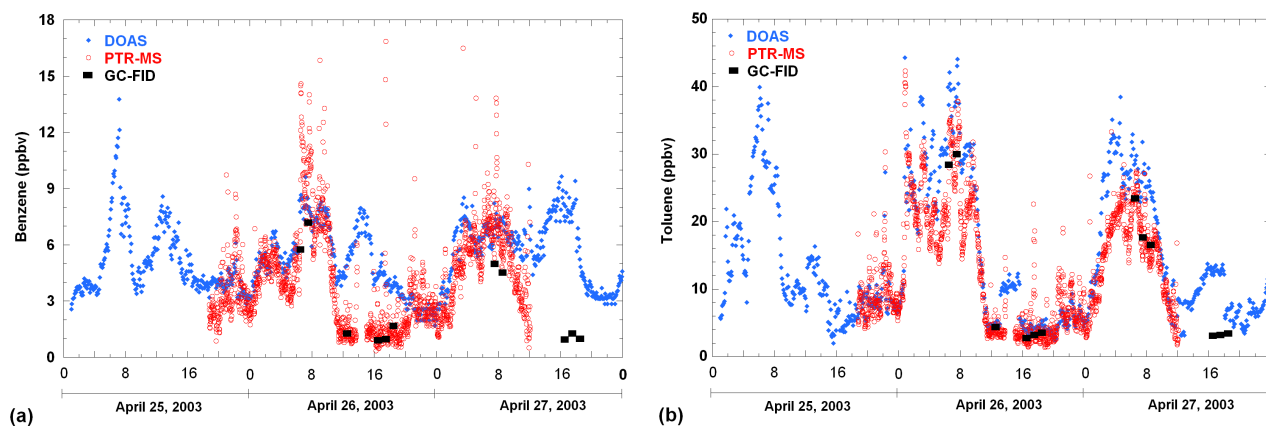 18
15
12
9
6
3
0
Benzene (ppbv)
DOAS
PTR-MS
GC-FID
0 8 16 0 8 16 0 8 16 0
April 25, 2003 April 26, 2003 April 27, 2003
(a)
50
40
30
20
10
0
Toluene (ppbv)
DOAS
PTR-MS
GC-FID
0 8 16 0 8 16 0 16
April 25, 2003 April 26, 2003 April 27, 2003
(b)